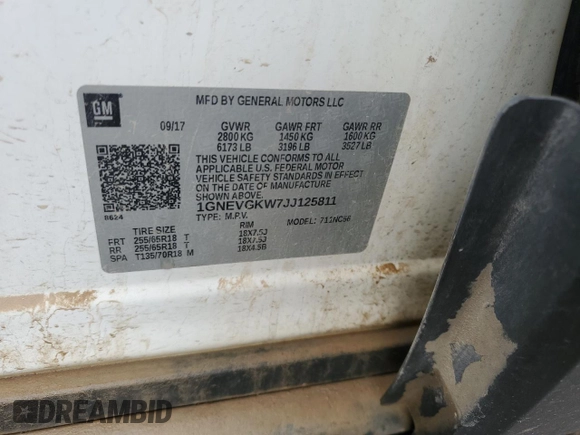 GM
MFD BY GENERAL MOTORS LLC
09/17 GVWR GAWR FRT GAWR RR
2800 KG 1450 KG 1600 KG
6173 LB 3196 LB 3527 LB
THIS VEHICLE CONFORMS TO ALL
APPLICABLE U.S. FEDERAL MOTOR
VEHICLE SAFETY STANDARDS IN EFFECT
ON THE DATE OF MANUFACTURE SHOWN ABOVE.
1GNEVGKW7JJ125811
8624 TYPE: M.P.V. 711NC56
TIRE SIZE RIM
FRT 255/65R18 T 18X7.5J
RR 255/65R18 T 18X7.5J
SPA T135/70R18 M 18X4.5B
DREAMBID